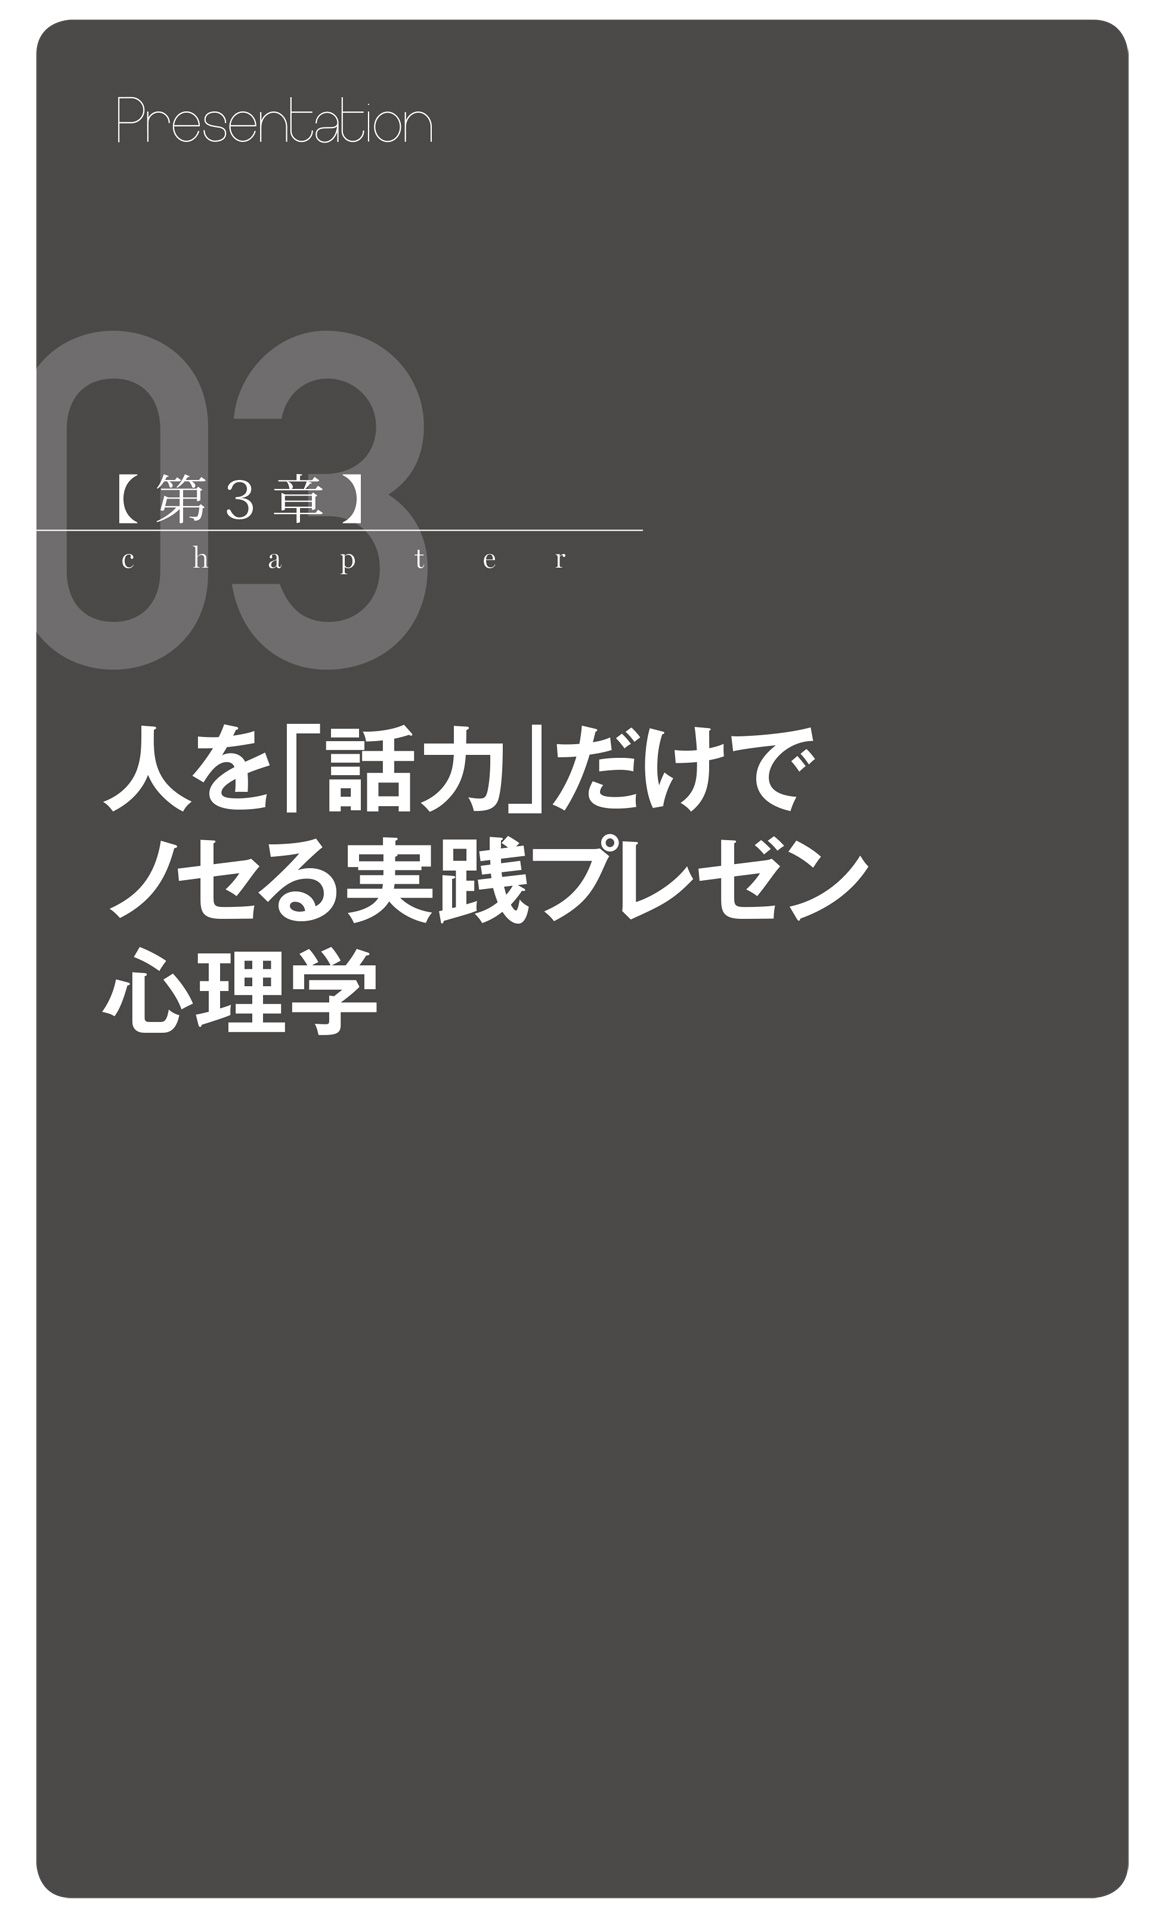 Presentation
03
【第３章】
chapter
人を「話力」だけで
ノセる実践プレゼン
心理学